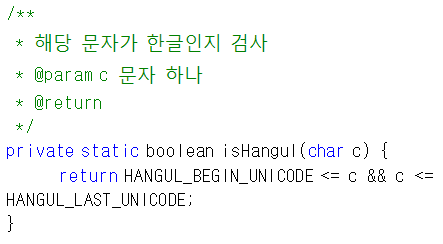 /**
 * 해당 문자가 한글인지 검사
 * @param c 문자 하나
 * @return
 */
private static boolean isHangul(char c) {
      return HANGUL_BEGIN_UNICODE <= c && c <=
HANGUL_LAST_UNICODE;
}